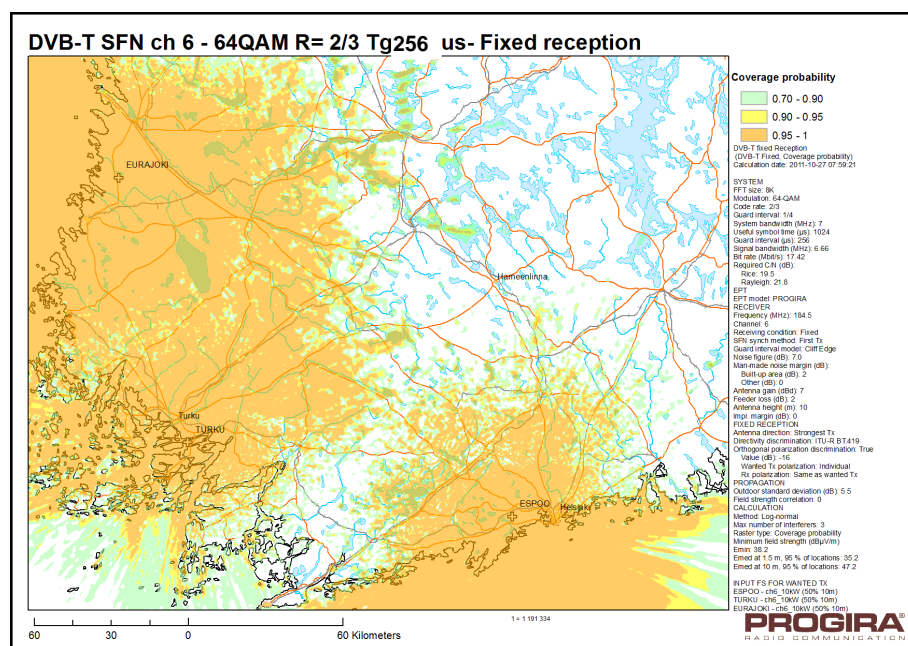 DVB-T SFN ch 6 - 64QAM R= 2/3 Tg256 us- Fixed reception
EURAJOKI
Hämeenlinna
Turku
TURKU
ESPOO
Helsinki
Coverage probability
0.70 - 0.90
0.90 - 0.95
0.95 - 1
DVB-T fixed Reception
(DVB-T Fixed, Coverage probability)
Calculation date: 2011-10-27 07:59:21
SYSTEM
FFT size: 8K
Modulation: 64-QAM
Code rate: 2/3
Guard interval: 1/4
System bandwidth (MHz): 7
Useful symbol time (µs): 1024
Guard interval (µs): 256
Signal bandwidth (MHz): 6.66
Bit rate (Mbit/s): 17.42
Required C/N (dB):
Rice: 19.5
Rayleigh: 21.8
EPT
EPT model: PROGIRA
RECEIVER
Frequency (MHz): 184.5
Channel: 6
Receiving condition: Fixed
SFN synch method: First Tx
Guard interval model: Cliff Edge
Noise figure (dB): 7.0
Man-made noise margin (dB):
Built-up area (dB): 2
Other (dB): 0
Antenna gain (dBd): 7
Feeder loss (dB): 2
Antenna height (m): 10
Impl. margin (dB): 0
FIXED RECEPTION
Antenna direction: Strongest Tx
Directivity discrimination: ITU-R BT.419
Orthogonal polarization discrimination: True
Value (dB): -16
Wanted Tx polarization: Individual
Rx polarization: Same as wanted Tx
PROPAGATION
Outdoor standard deviation (dB): 5.5
Field strength correlation: 0
CALCULATION
Method: Log-normal
Max number of interferers: 3
Raster type: Coverage probability
Minimum field strength (dBµV/m)
Emin: 38.2
Emed at 1.5 m, 95 % of locations: 35.2
Emed at 10 m, 95 % of locations: 47.2
INPUT FS FOR WANTED TX
ESPOO - ch6_10kW (50% 10m)
TURKU - ch6_10kW (50% 10m)
EURAJOKI - ch6_10kW (50% 10m)
60 30 0 60 Kilometers
1 = 1 191 334
PROGIRA®
RADIO COMMUNICATION